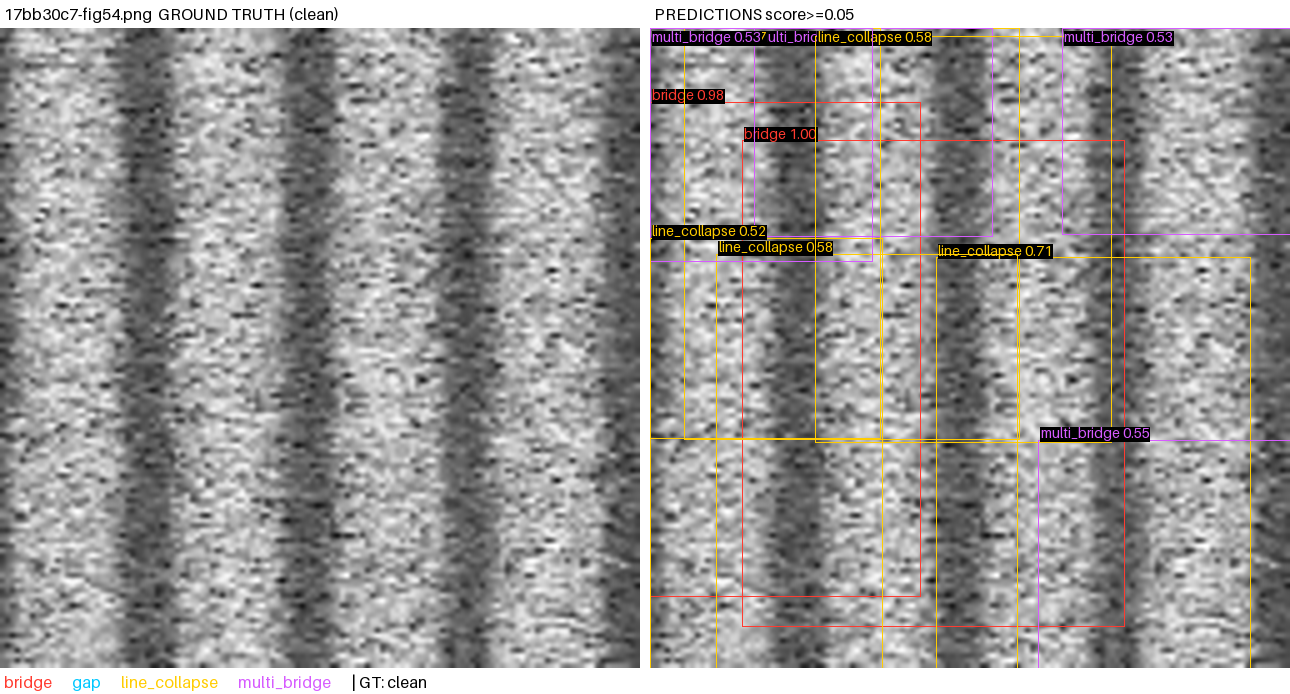 17bb30c7-fig54.png GROUND TRUTH (clean)
PREDICTIONS score>=0.05
multi_bridge 0.53
line_collapse 0.58
multi_bridge 0.53
bridge 0.98
bridge 1.00
line_collapse 0.52
line_collapse 0.58
line_collapse 0.71
multi_bridge 0.55
bridge gap line_collapse multi_bridge | GT: clean